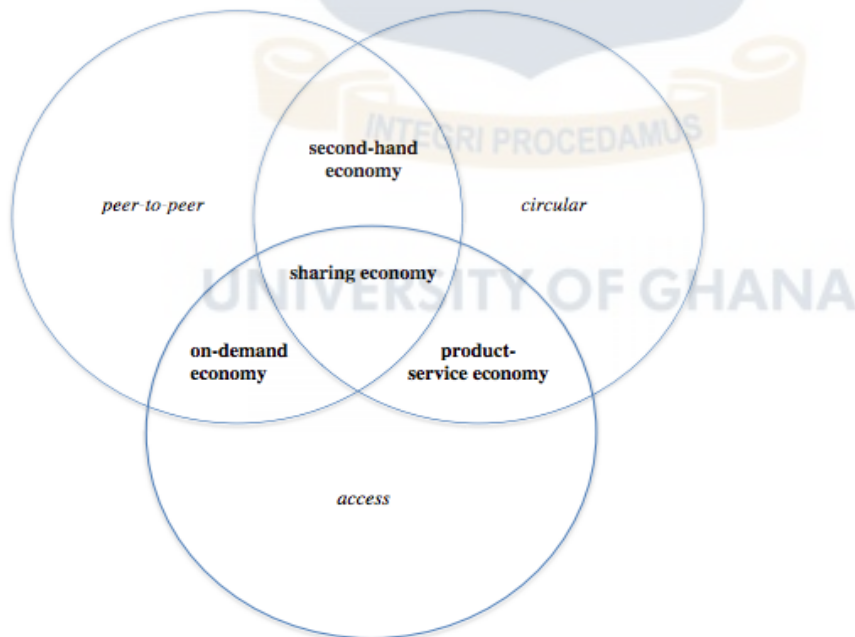 INTEGRI PROCEDAMUS
second-hand
economy
peer-to-peer
circular
sharing economy
UNIVERSITY OF GHANA
on-demand
economy
product-
service economy
access